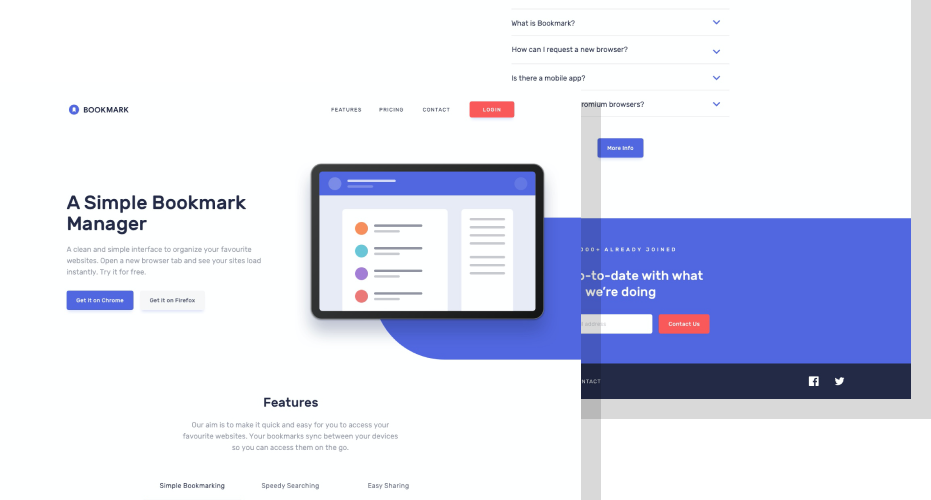 What is Bookmark?
How can I request a new browser?
Is there a mobile app?
romium browsers?
More Info
BOOKMARK
FEATURES PRICING CONTACT LOGIN
A Simple Bookmark
Manager
A clean and simple interface to organize your favourite
websites. Open a new browser tab and see your sites load
instantly. Try it for free.
Get it on Chrome Get it on Firefox
000+ ALREADY JOINED
o-to-date with what
we're doing
address Contact Us
NTACT
Features
Our aim is to make it quick and easy for you to access your
favourite websites. Your bookmarks sync between your devices
so you can access them on the go.
Simple Bookmarking Speedy Searching Easy Sharing